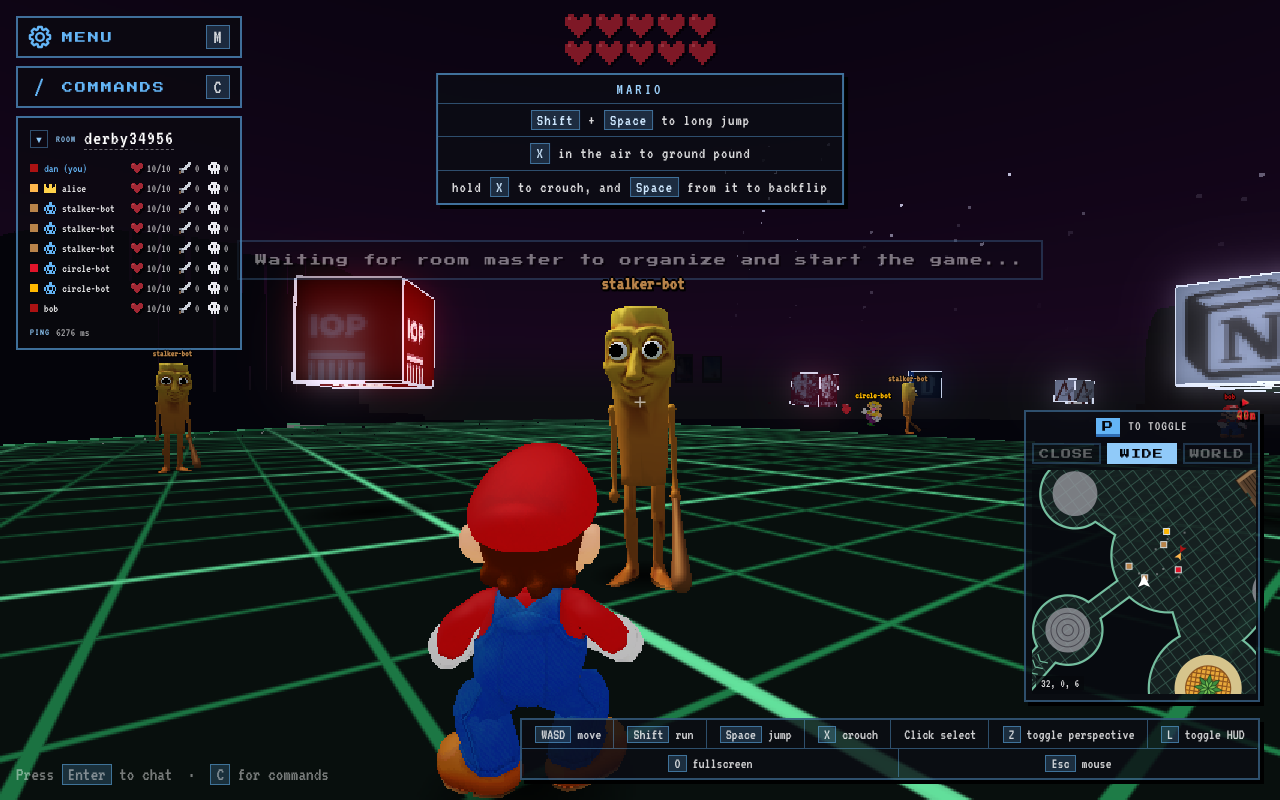 MENU M
/ COMMANDS C
ROOM derby34956
dan (you) 10/10 0 0
alice 10/10 0 0
stalker-bot 10/10 0 0
stalker-bot 10/10 0 0
stalker-bot 10/10 0 0
circle-bot 10/10 0 0
circle-bot 10/10 0 0
bob 10/10 0 0
PING 6276 ms
MARIO
Shift + Space to long jump
X in the air to ground pound
hold X to crouch, and Space from it to backflip
Waiting for room master to organize and start the game...
stalker-bot
IOP IOP
N
stalker-bot
stalker-bot
circle-bot
bob
40m
P TO TOGGLE
CLOSE WIDE WORLD
32, 0, 6
WASD move Shift run Space jump X crouch Click select Z toggle perspective L toggle HUD
O fullscreen Esc mouse
Press Enter to chat · C for commands